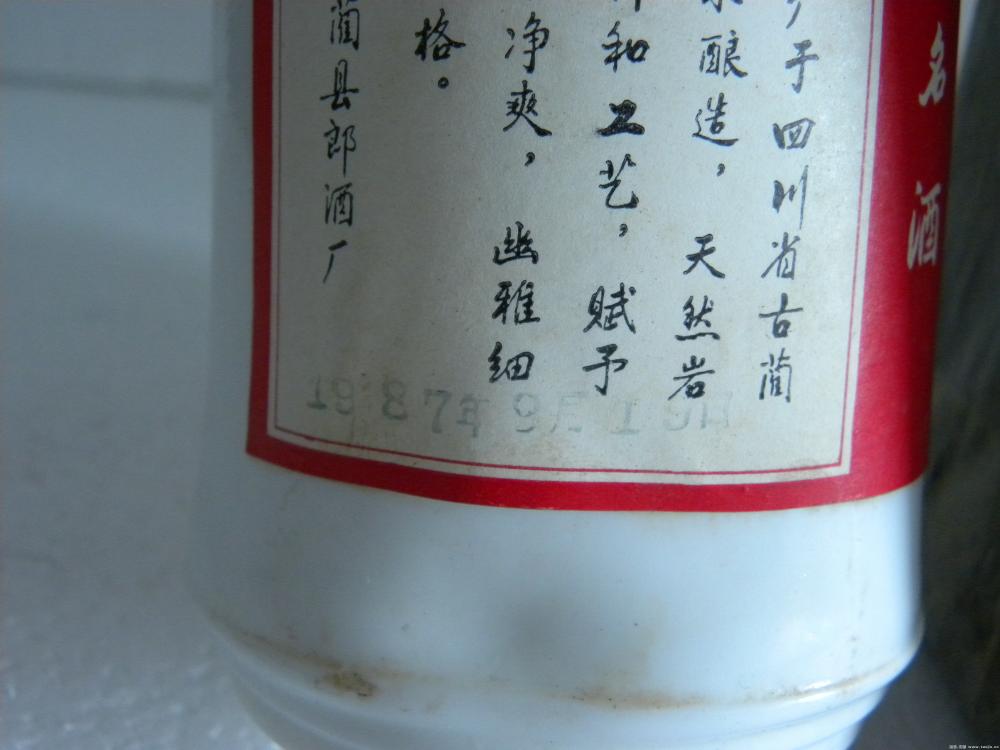 名酒
于四川省古蔺
酿造，天然岩
和工艺，赋予
净爽，幽雅细
格。
蔺县郎酒厂
1987年9月1日